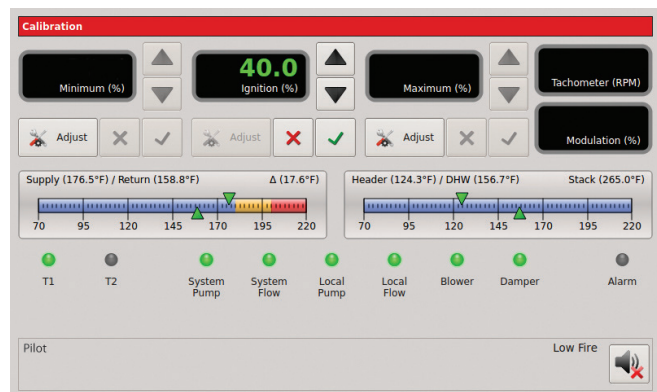 Calibration
Minimum (%)
40.0
Ignition (%)
Maximum (%)
Tachometer (RPM)
Adjust
Adjust
Adjust
Modulation (%)
Supply (176.5°F) / Return (158.8°F) Δ (17.6°F)
70 95 120 145 170 195 220
Header (124.3°F) / DHW (156.7°F) Stack (265.0°F)
70 95 120 145 170 195 220
T1
T2
System
Pump
System
Flow
Local
Pump
Local
Flow
Blower
Damper
Alarm
Pilot
Low Fire